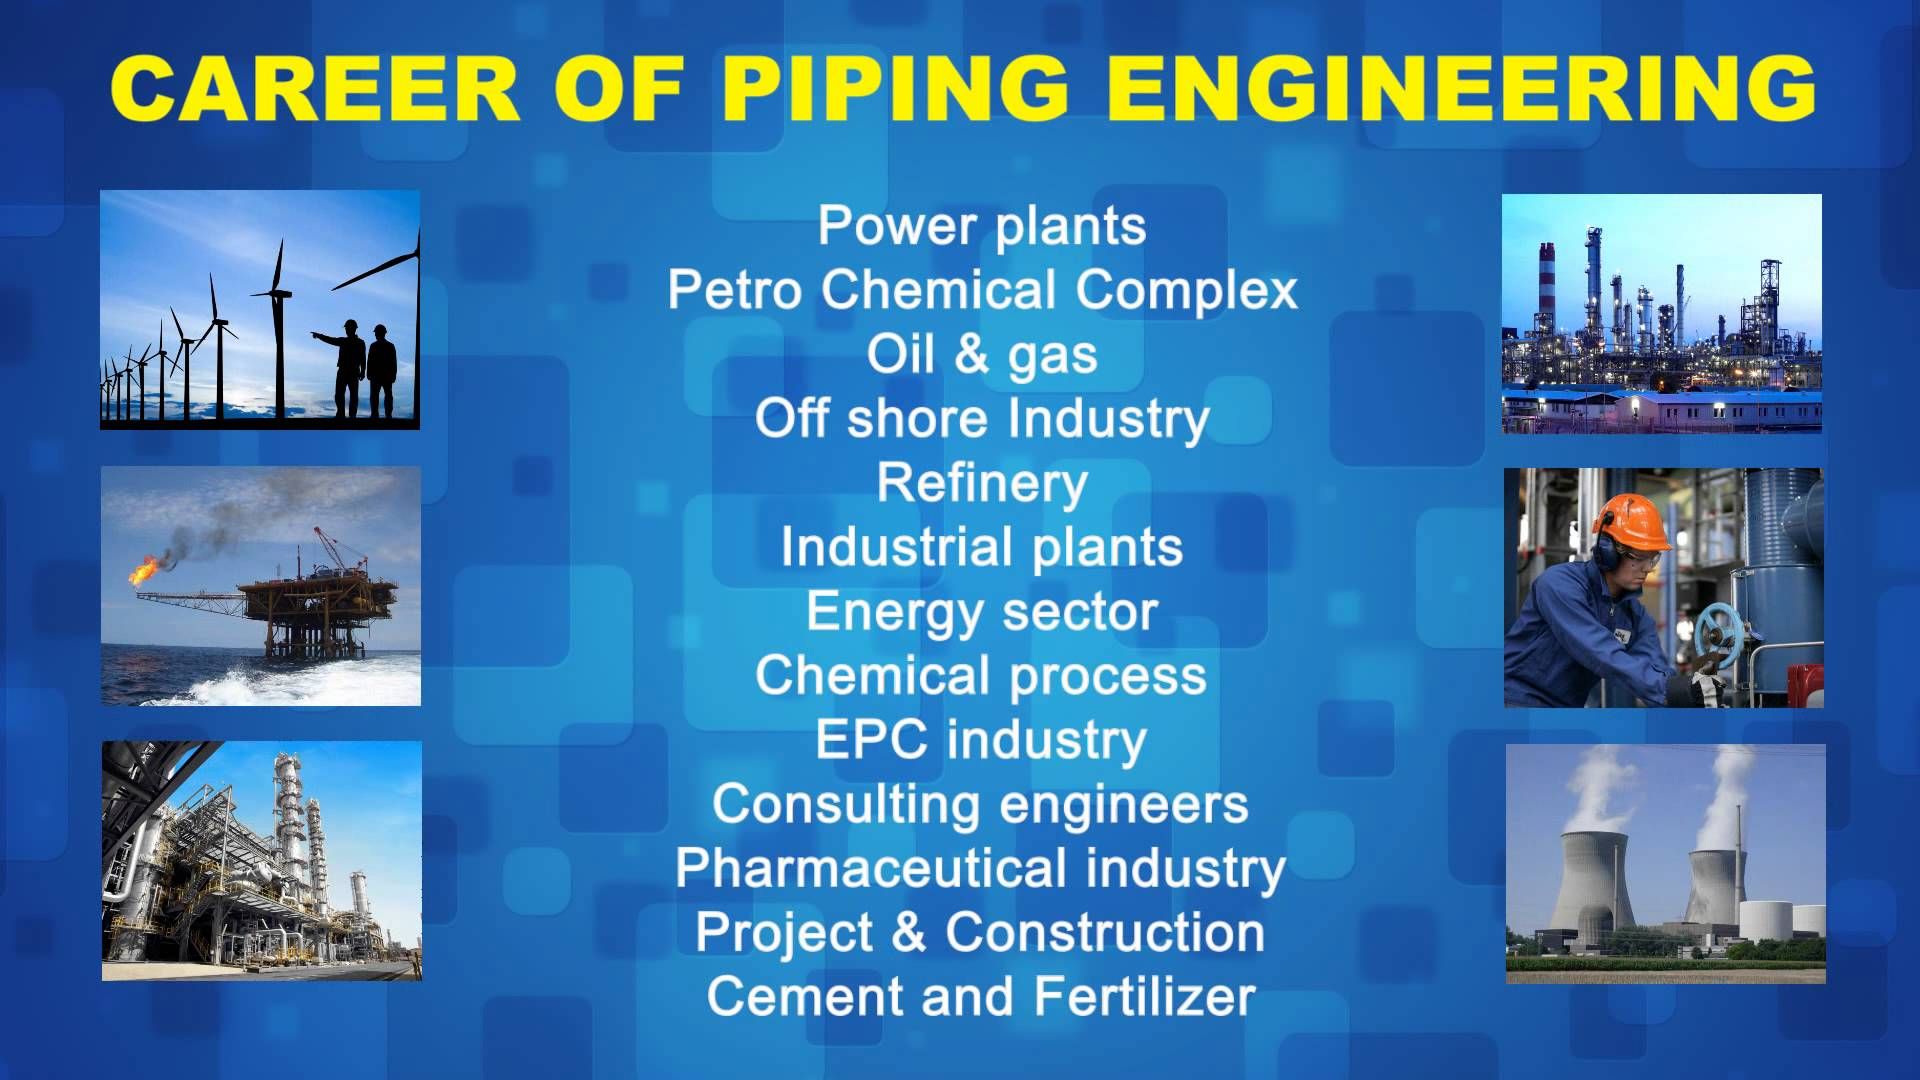 CAREER OF PIPING ENGINEERING
Power plants
Petro Chemical Complex
Oil & gas
Off shore Industry
Refinery
Industrial plants
Energy sector
Chemical process
EPC industry
Consulting engineers
Pharmaceutical industry
Project & Construction
Cement and Fertilizer